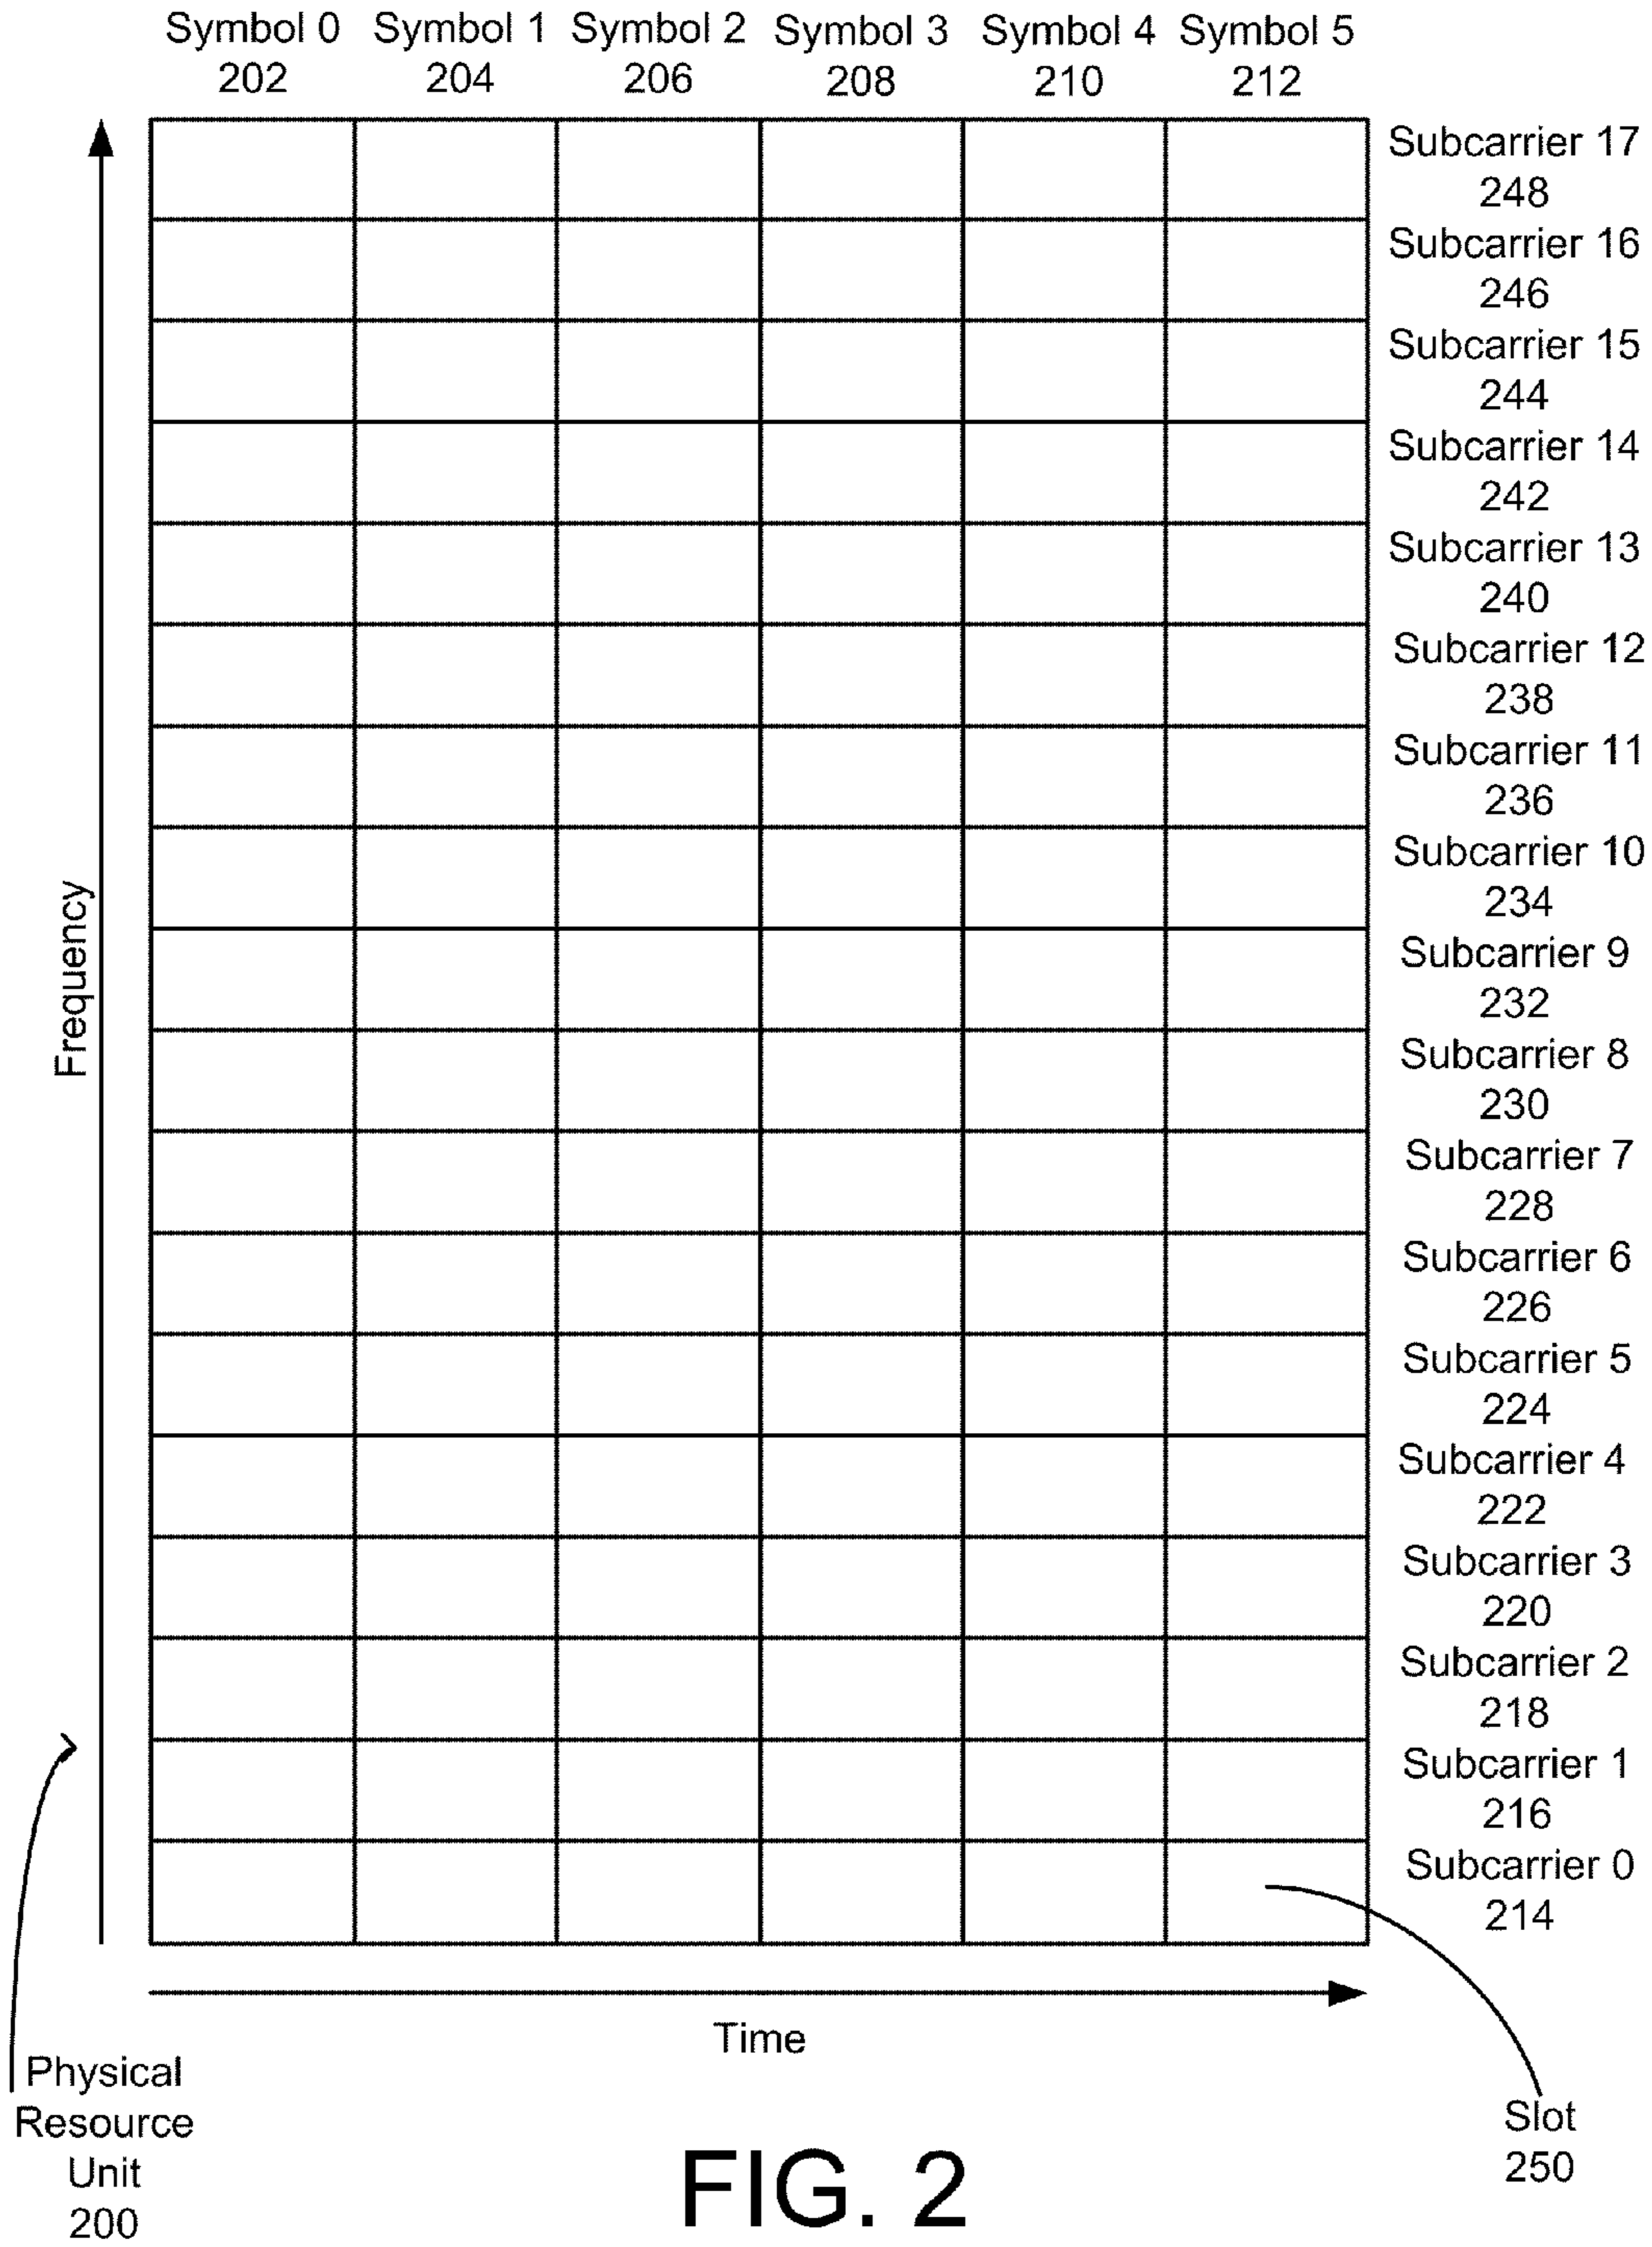 Symbol 0 Symbol 1 Symbol 2 Symbol 3 Symbol 4 Symbol 5
202 204 206 208 210 212
Subcarrier 17
248
Subcarrier 16
246
Subcarrier 15
244
Subcarrier 14
242
Subcarrier 13
240
Subcarrier 12
238
Subcarrier 11
236
Subcarrier 10
234
Subcarrier 9
232
Subcarrier 8
230
Subcarrier 7
228
Subcarrier 6
226
Subcarrier 5
224
Subcarrier 4
222
Subcarrier 3
220
Subcarrier 2
218
Subcarrier 1
216
Subcarrier 0
214
Frequency
Time
Physical
Resource
Unit
200
Slot
250
FIG. 2